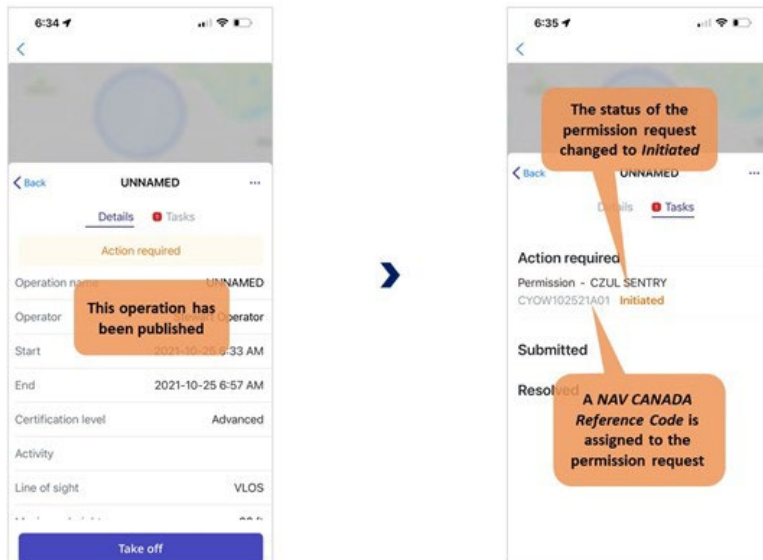 6:34
Back
UNNAMED
...
Details
Tasks
Action required
Operation name
UNNAMED
This operation has
been published
Operator
Operator
Start
2021-10-25 6:33 AM
End
2021-10-25 6:57 AM
Certification level
Advanced
Activity
Line of sight
VLOS
Take off
6:35
The status of the
permission request
changed to Initiated
Back
UNNAMED
...
Details
Tasks
Action required
Permission - CZUL SENTRY
CYOW102521A01 Initiated
Submitted
Resolved
A NAV CANADA
Reference Code is
assigned to the
permission request